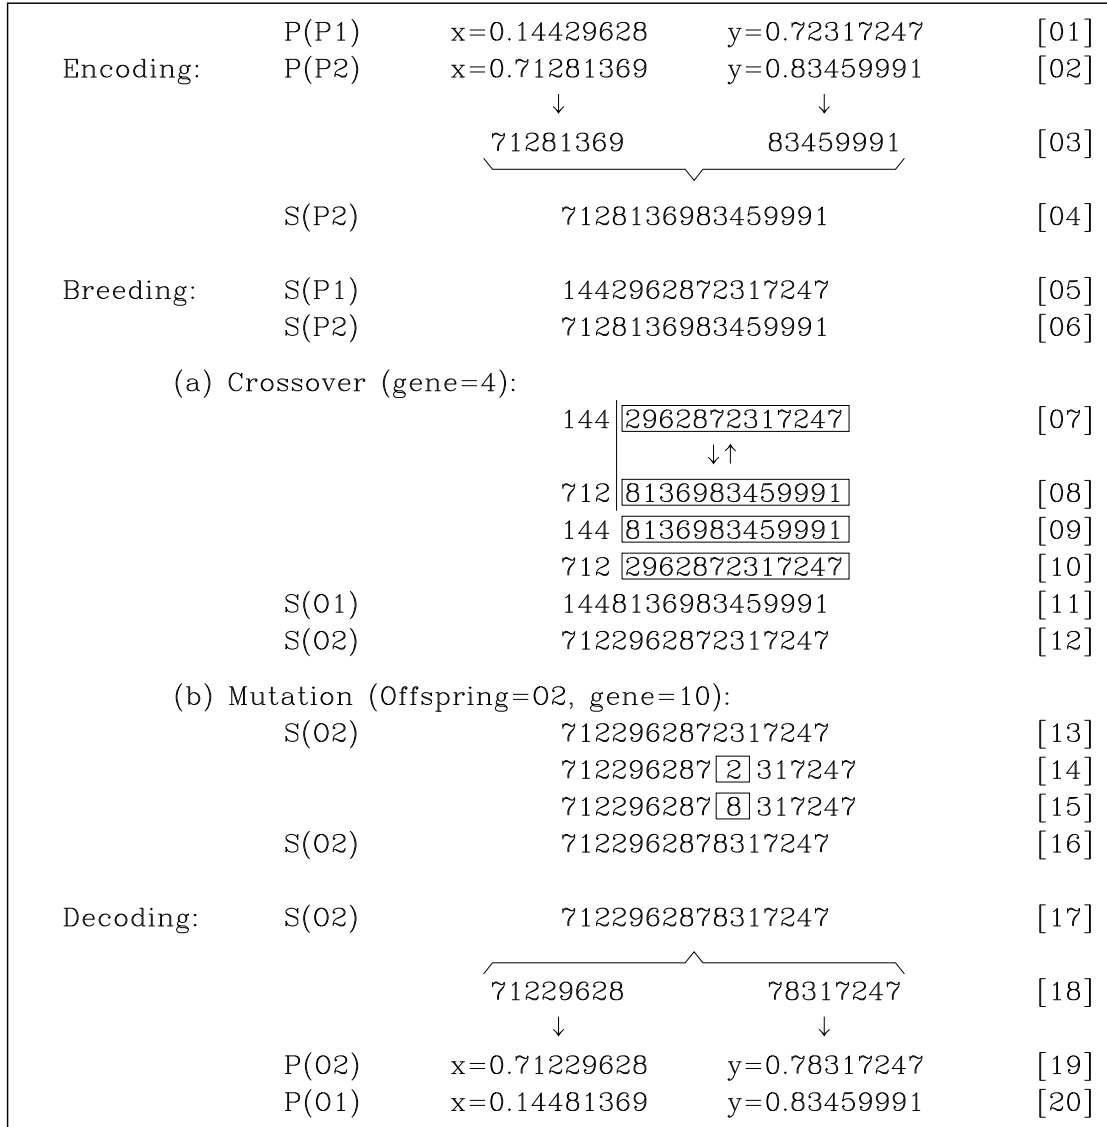 P(P1) x=0.14429628 y=0.72317247 [01]
Encoding: P(P2) x=0.71281369 y=0.83459991 [02]
↓ ↓
71281369 83459991 [03]
S(P2) 7128136983459991 [04]
Breeding: S(P1) 1442962872317247 [05]
S(P2) 7128136983459991 [06]
(a) Crossover (gene=4):
144 2962872317247 [07]
↓↑
712 8136983459991 [08]
144 8136983459991 [09]
712 2962872317247 [10]
S(O1) 1448136983459991 [11]
S(O2) 7122962872317247 [12]
(b) Mutation (Offspring=O2, gene=10):
S(O2) 7122962872317247 [13]
712296287 2 317247 [14]
712296287 8 317247 [15]
S(O2) 7122962878317247 [16]
Decoding: S(O2) 7122962878317247 [17]
71229628 78317247 [18]
↓ ↓
P(O2) x=0.71229628 y=0.78317247 [19]
P(O1) x=0.14481369 y=0.83459991 [20]